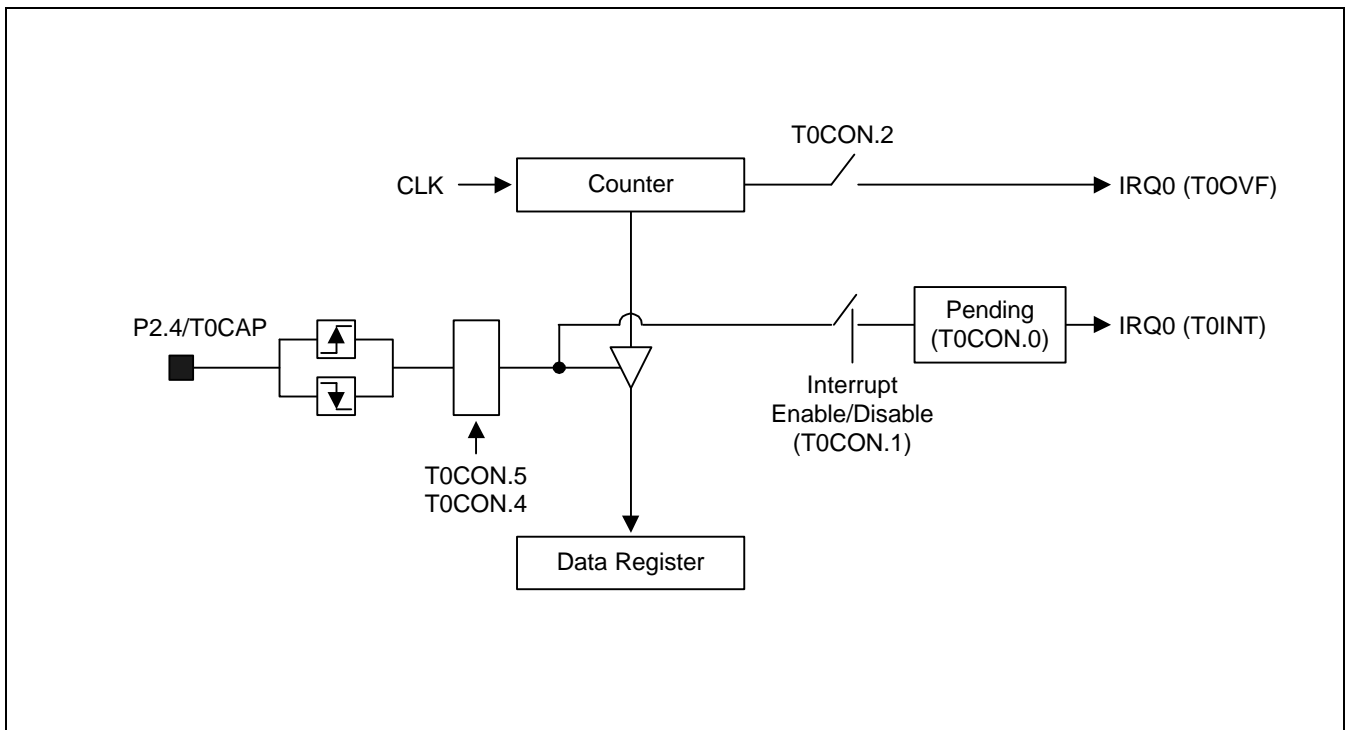 T0CON.2
CLK
Counter
IRQ0 (T0OVF)
P2.4/T0CAP
Pending
(T0CON.0)
IRQ0 (T0INT)
Interrupt
Enable/Disable
(T0CON.1)
T0CON.5
T0CON.4
Data Register